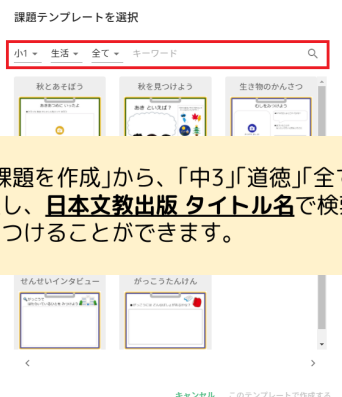 課題テンプレートを選択
小1 生活 全て キーワード
秋とあそぼう 秋を見つけよう 生き物のかんさつ
あき といえば？
課題を作成」から、「中3」「道徳」「全て
し、日本文教出版 タイトル名で検索
つけることができます。
せんせいインタビュー がっこうたんけん
キャンセル このテンプレートで作成する